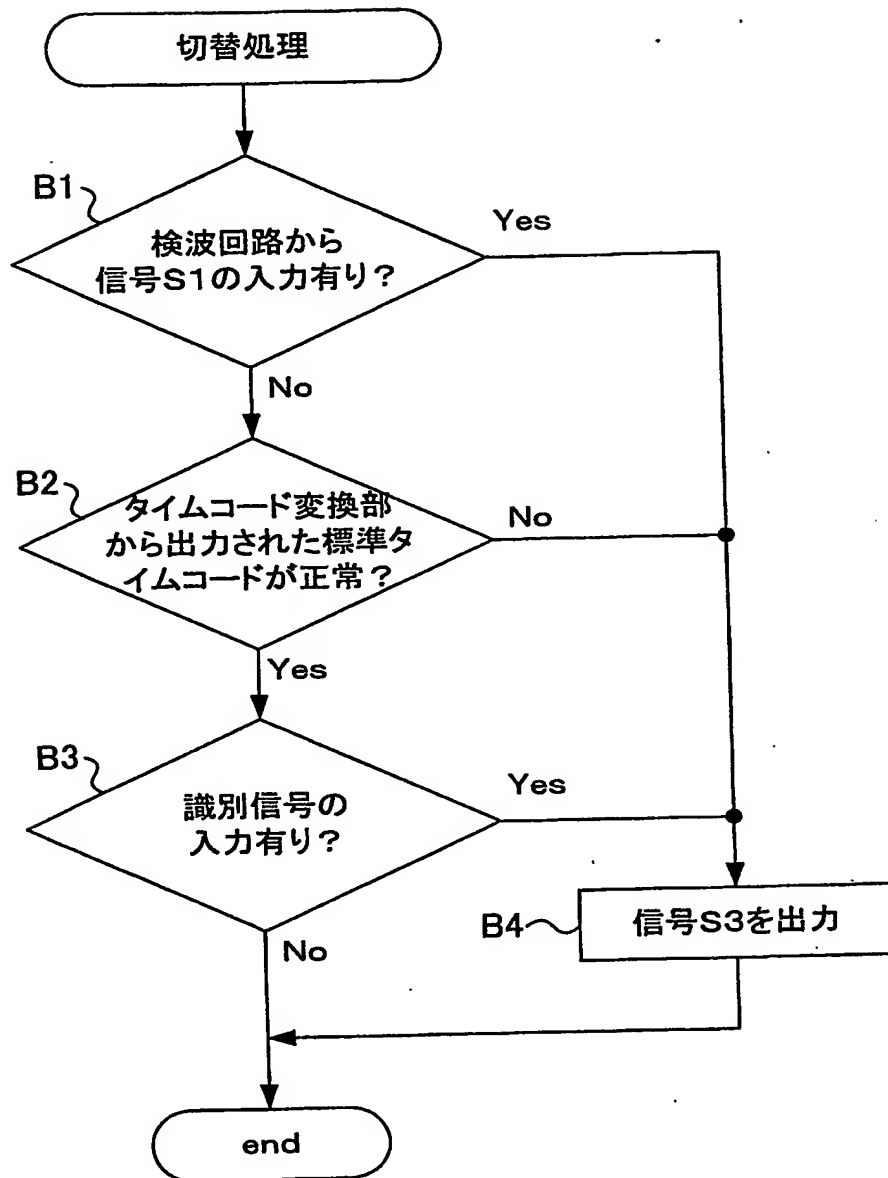 切替処理
B1
検波回路から
信号S1の入力有り?
Yes
No
B2
タイムコード変換部
から出力された標準タ
イムコードが正常?
No
Yes
B3
識別信号の
入力有り?
Yes
No
B4
信号S3を出力
end